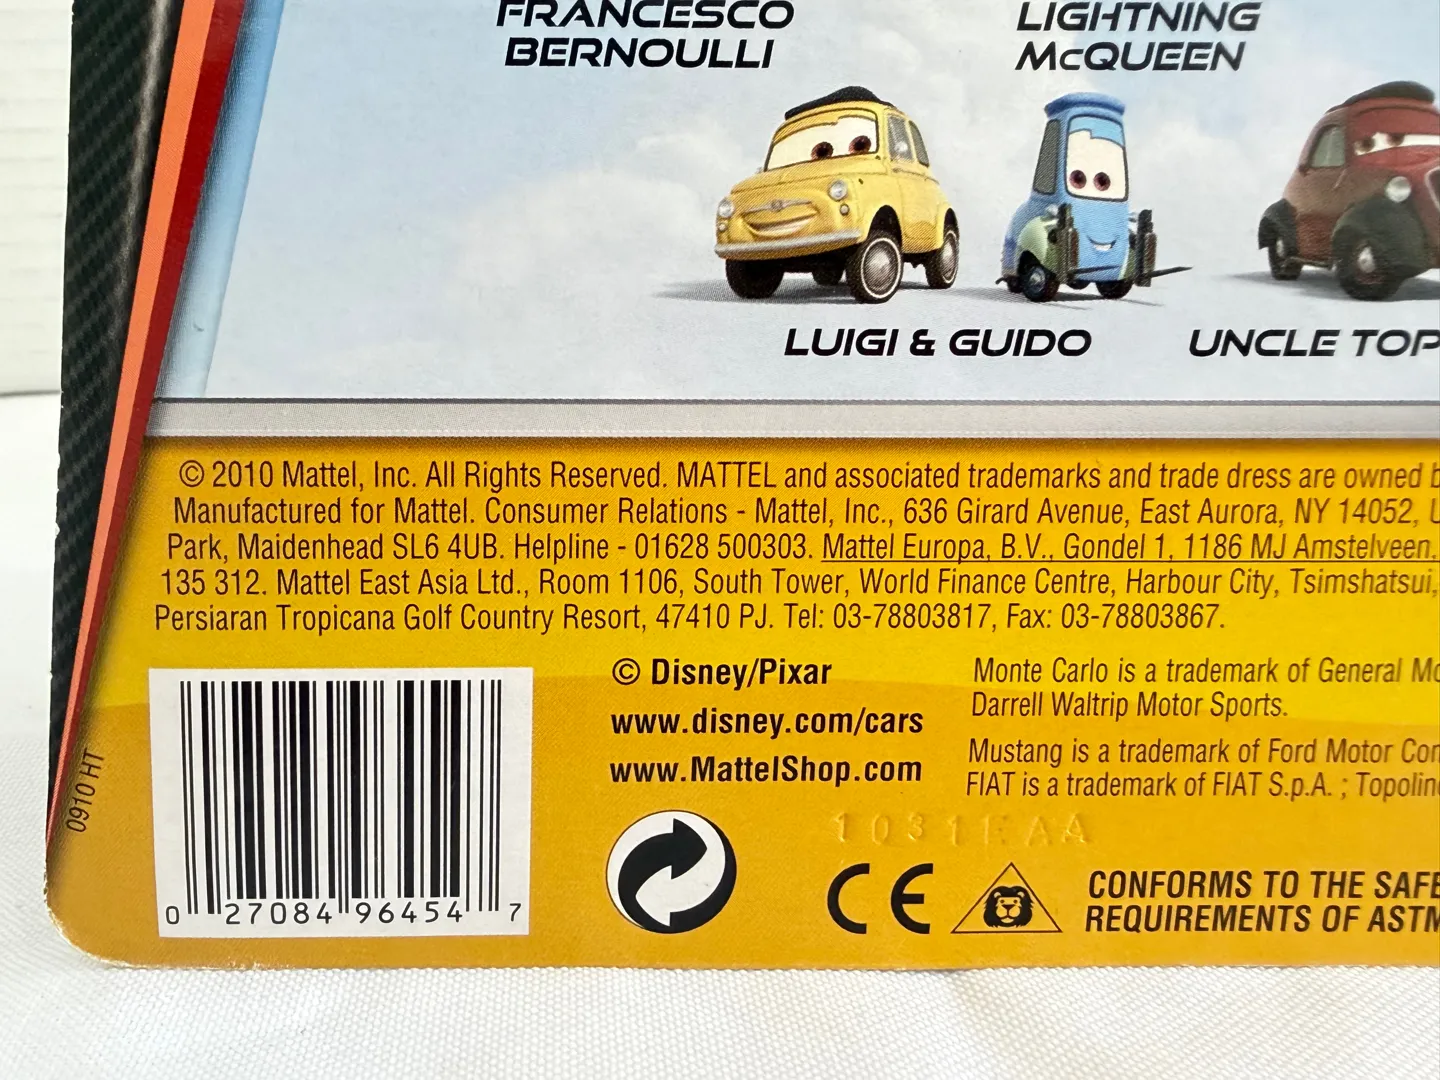 FRANCESCO
BERNOULLI
LIGHTNING
McQUEEN
LUIGI & GUIDO
UNCLE TOP
© 2010 Mattel, Inc. All Rights Reserved. MATTEL and associated trademarks and trade dress are owned
Manufactured for Mattel. Consumer Relations - Mattel, Inc., 636 Girard Avenue, East Aurora, NY 14052,
Park, Maidenhead SL6 4UB. Helpline - 01628 500303. Mattel Europa, B.V., Gondel 1, 1186 MJ Amstelveen.
135 312. Mattel East Asia Ltd., Room 1106, South Tower, World Finance Centre, Harbour City, Tsimshatsui,
Persiaran Tropicana Golf Country Resort, 47410 PJ. Tel: 03-78803817, Fax: 03-78803867.
0910 HT
0 27084 96454 7
© Disney/Pixar
www.disney.com/cars
www.MattelShop.com
Monte Carlo is a trademark of General Mo
Darrell Waltrip Motor Sports.
Mustang is a trademark of Ford Motor Com
FIAT is a trademark of FIAT S.p.A. ; Topolin
CE
CONFORMS TO THE SAFE
REQUIREMENTS OF ASTM